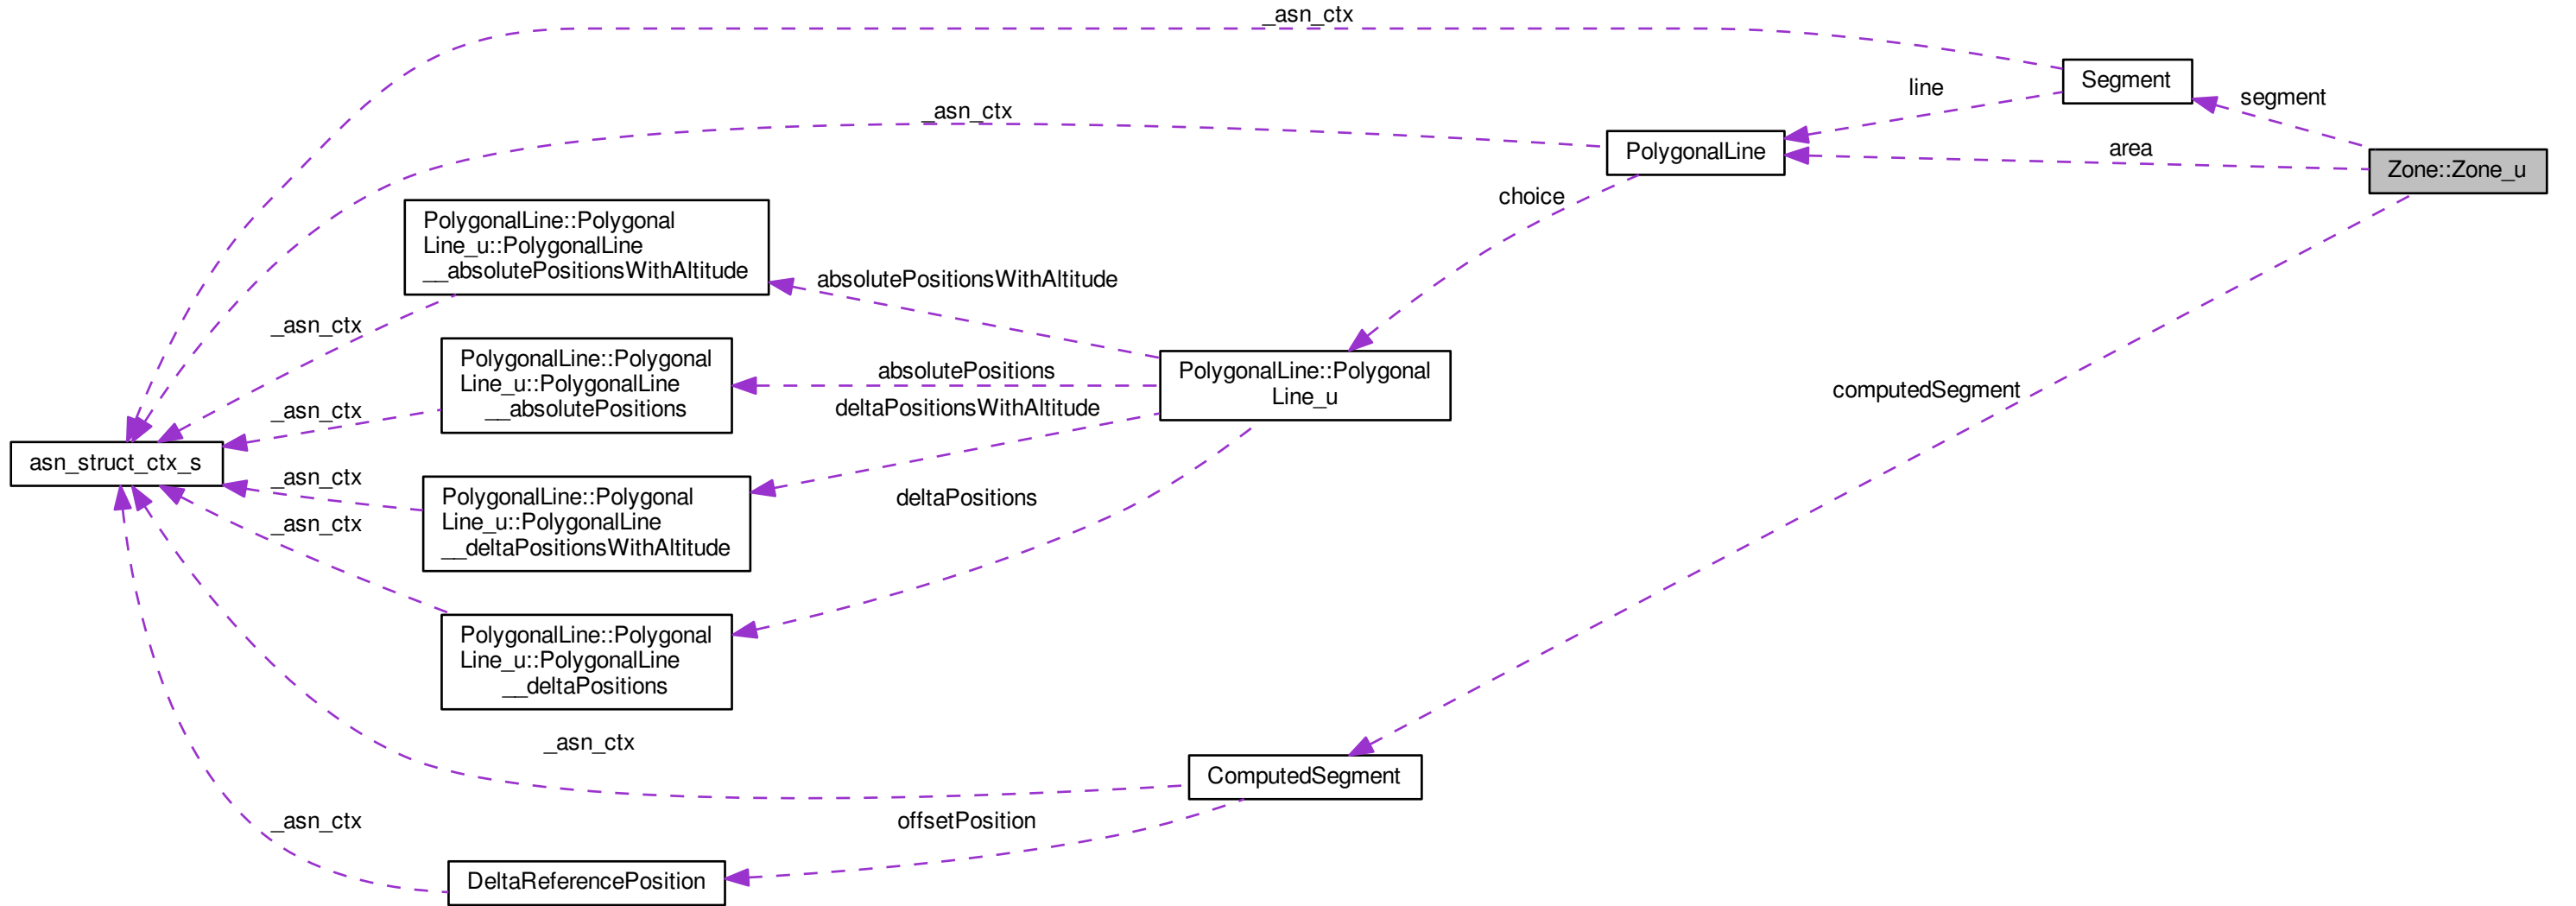 _asn_ctx
Segment
line
segment
_asn_ctx
PolygonalLine
area
Zone::Zone_u
choice
PolygonalLine::Polygonal
Line_u::PolygonalLine
__absolutePositionsWithAltitude
absolutePositionsWithAltitude
_asn_ctx
PolygonalLine::Polygonal
Line_u::PolygonalLine
__absolutePositions
absolutePositions
PolygonalLine::Polygonal
Line_u
computedSegment
_asn_ctx
deltaPositionsWithAltitude
asn_struct_ctx_s
_asn_ctx
PolygonalLine::Polygonal
Line_u::PolygonalLine
__deltaPositionsWithAltitude
deltaPositions
_asn_ctx
PolygonalLine::Polygonal
Line_u::PolygonalLine
__deltaPositions
_asn_ctx
ComputedSegment
_asn_ctx
offsetPosition
DeltaReferencePosition